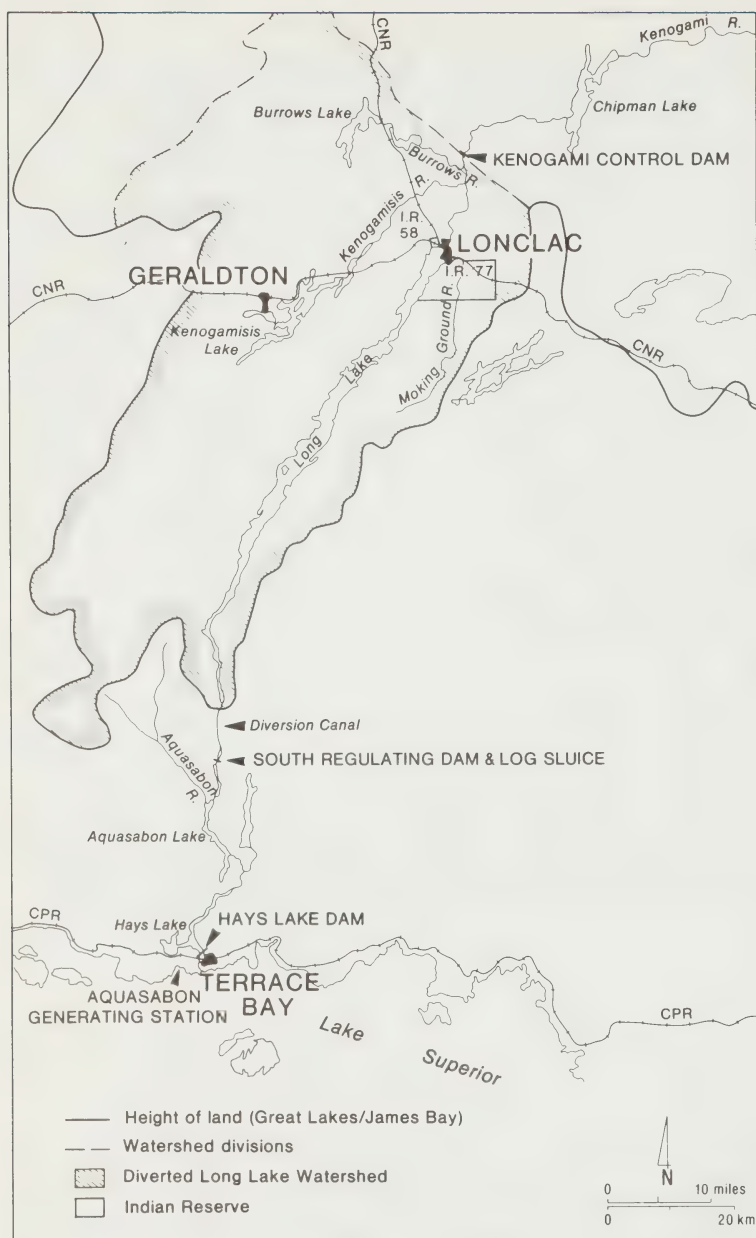 CNR
Kenogami R.
Burrows Lake
Chipman Lake
Burrows R.
KENOGAMI CONTROL DAM
Kenogamisis R.
I.R.
58
LONCLAC
GERALDTON
I.R. 77
CNR
Kenogamisis
Lake
Ground R.
Moking
CNR
Long Lake
Diversion Canal
SOUTH REGULATING DAM & LOG SLUICE
Aquasabon
R.
Aquasabon Lake
CPR
Hays Lake
HAYS LAKE DAM
TERRACE
BAY
AQUASABON
GENERATING STATION
CPR
Lake
Superior
Height of land (Great Lakes/James Bay)
Watershed divisions
Diverted Long Lake Watershed
Indian Reserve
N
0 10 miles
0 20 km